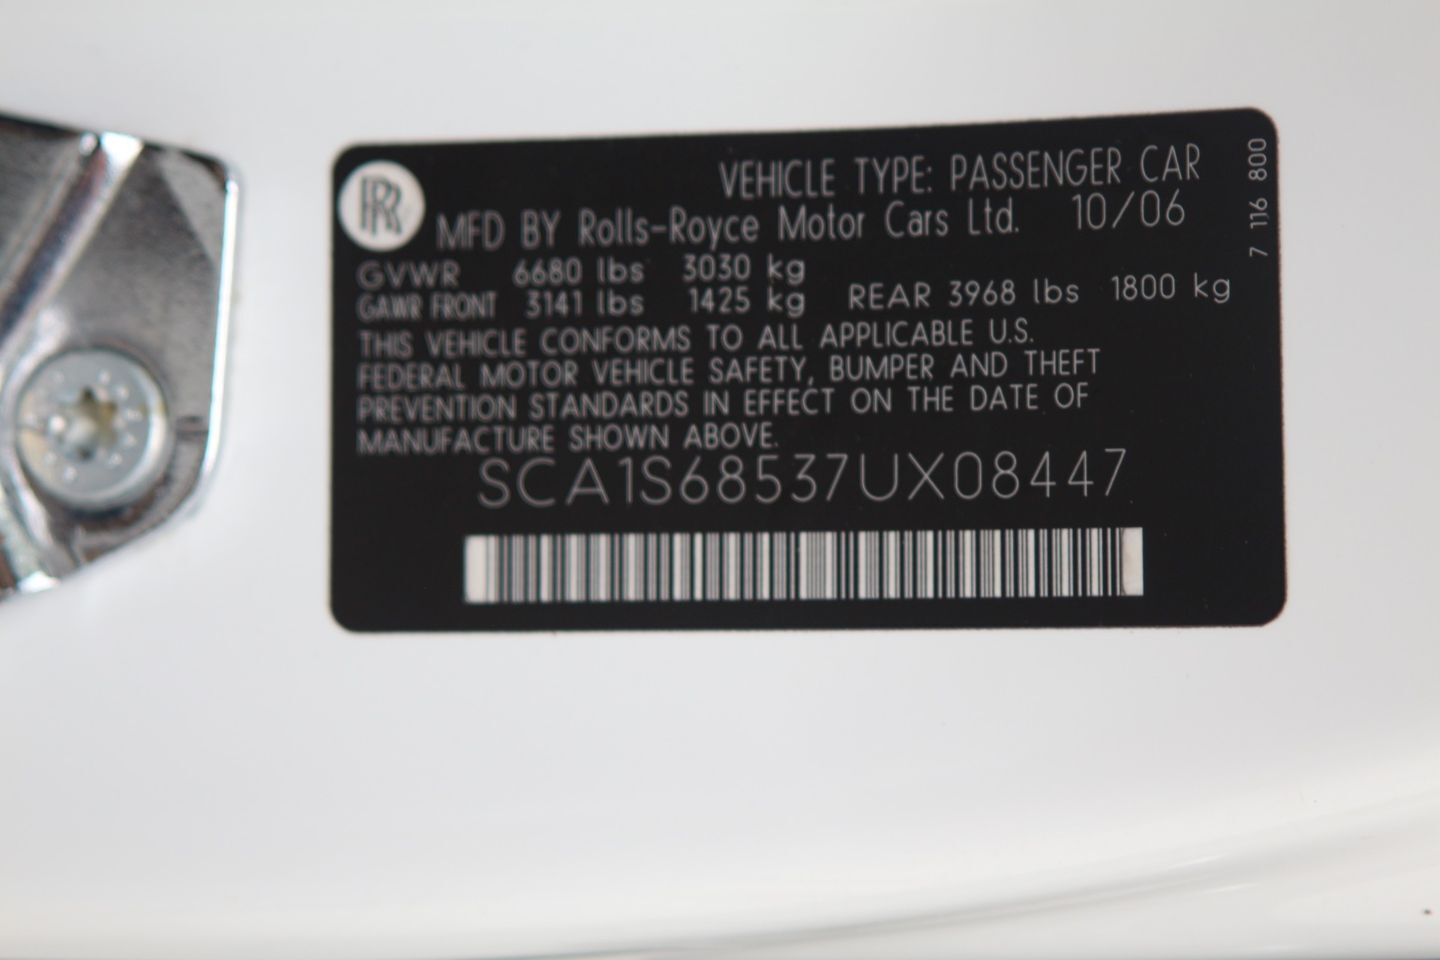 RR
VEHICLE TYPE: PASSENGER CAR
MFD BY Rolls-Royce Motor Cars Ltd. 10/06
GVWR 6680 lbs 3030 kg
GAWR FRONT 3141 lbs 1425 kg REAR 3968 lbs 1800 kg
THIS VEHICLE CONFORMS TO ALL APPLICABLE U.S.
FEDERAL MOTOR VEHICLE SAFETY, BUMPER AND THEFT
PREVENTION STANDARDS IN EFFECT ON THE DATE OF
MANUFACTURE SHOWN ABOVE.
SCA1S68537UX08447
7 116 800